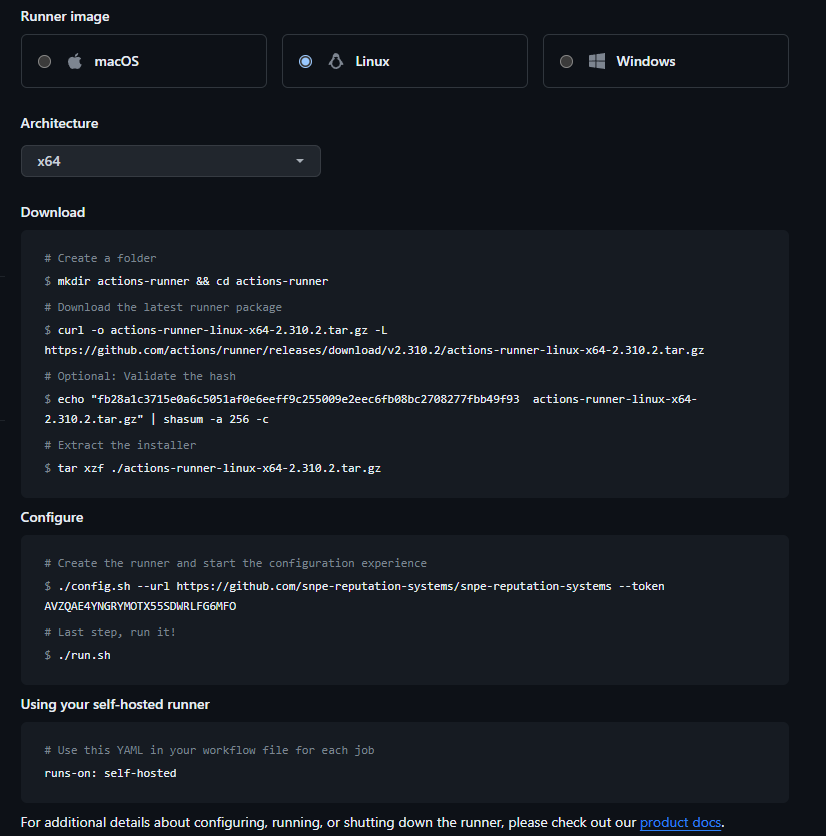 Runner image
macOS
Linux
Windows
Architecture
x64
Download
# Create a folder
$ mkdir actions-runner && cd actions-runner
# Download the latest runner package
$ curl -o actions-runner-linux-x64-2.310.2.tar.gz -L
https://github.com/actions/runner/releases/download/v2.310.2/actions-runner-linux-x64-2.310.2.tar.gz
# Optional: Validate the hash
$ echo "fb28a1c3715e0a6c5051af0e6eeff9c255009e2eec6fb08bc2708277fbb49f93  actions-runner-linux-x64-
2.310.2.tar.gz" | shasum -a 256 -c
# Extract the installer
$ tar xzf ./actions-runner-linux-x64-2.310.2.tar.gz
Configure
# Create the runner and start the configuration experience
$ ./config.sh --url https://github.com/snpe-reputation-systems/snpe-reputation-systems --token
AVZQAE4YNGRYMOTX55SDWRLFG6MFO
# Last step, run it!
$ ./run.sh
Using your self-hosted runner
# Use this YAML in your workflow file for each job
runs-on: self-hosted
For additional details about configuring, running, or shutting down the runner, please check out our product docs.